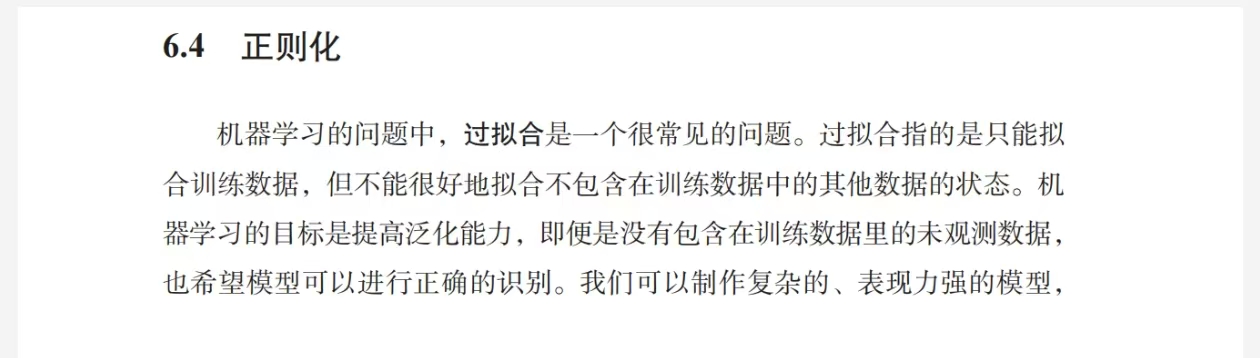 6.4 正则化
机器学习的问题中，过拟合是一个很常见的问题。过拟合指的是只能拟
合训练数据，但不能很好地拟合不包含在训练数据中的其他数据的状态。机
器学习的目标是提高泛化能力，即便是没有包含在训练数据里的未观测数据，
也希望模型可以进行正确的识别。我们可以制作复杂的、表现力强的模型，